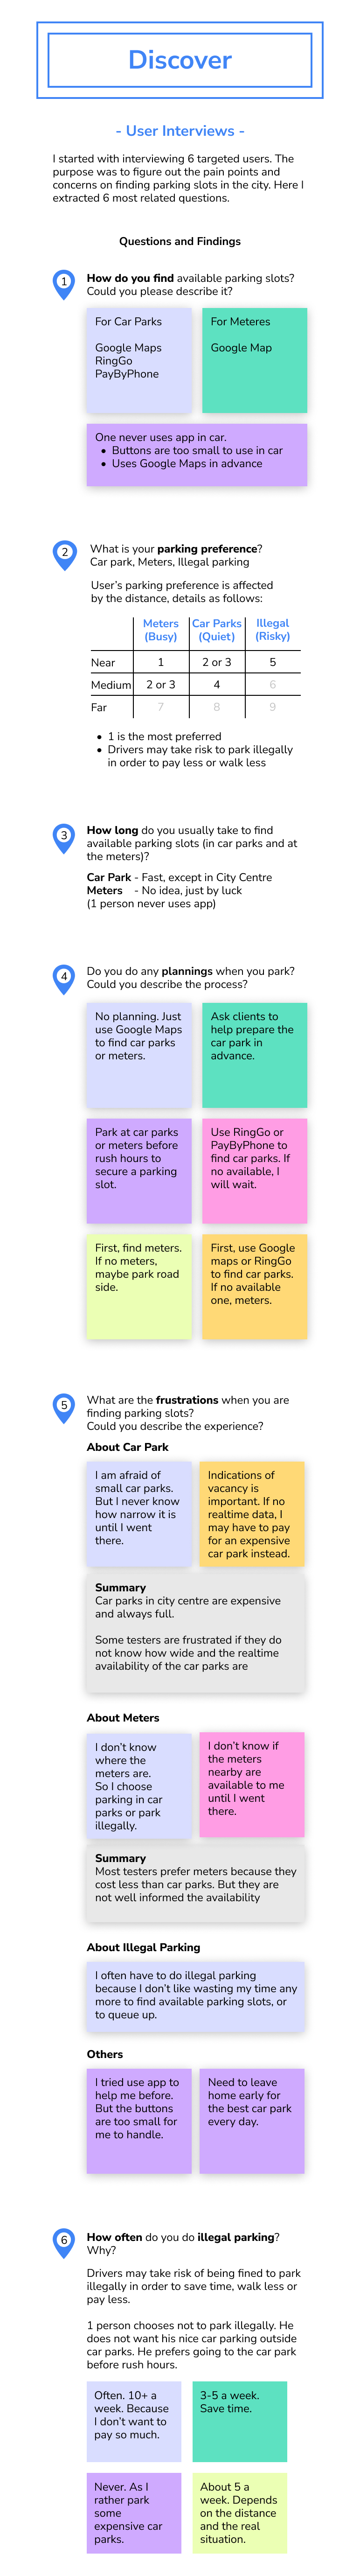 Discover
- User Interviews -
I started with interviewing 6 targeted users. The
purpose was to figure out the pain points and
concerns on finding parking slots in the city. Here I
extracted 6 most related questions.
Questions and Findings
1
How do you find available parking slots?
Could you please describe it?
For Car Parks
Google Maps
RingGo
PayByPhone
For Meteres
Google Map
One never uses app in car.
• Buttons are too small to use in car
• Uses Google Maps in advance
2
What is your parking preference?
Car park, Meters, Illegal parking
User's parking preference is affected
by the distance, details as follows:
Meters (Busy) Car Parks (Quiet) Illegal (Risky)
Near 1 2 or 3 5
Medium 2 or 3 4 6
Far 7 8 9
• 1 is the most preferred
• Drivers may take risk to park illegally
in order to pay less or walk less
3
How long do you usually take to find
available parking slots (in car parks and at
the meters)?
Car Park - Fast, except in City Centre
Meters - No idea, just by luck
(1 person never uses app)
4
Do you do any plannings when you park?
Could you describe the process?
No planning. Just
use Google Maps
to find car parks
or meters.
Ask clients to
help prepare the
car park in
advance.
Park at car parks
or meters before
rush hours to
secure a parking
slot.
Use RingGo or
PayByPhone to
find car parks. If
no available, I
will wait.
First, find meters.
If no meters,
maybe park road
side.
First, use Google
maps or RingGo
to find car parks.
If no available
one, meters.
5
What are the frustrations when you are
finding parking slots?
Could you describe the experience?
About Car Park
I am afraid of
small car parks.
But I never know
how narrow it is
until I went
there.
Indications of
vacancy is
important. If no
realtime data, I
may have to pay
for an expensive
car park instead.
Summary
Car parks in city centre are expensive
and always full.
Some testers are frustrated if they do
not know how wide and the realtime
availability of the car parks are
About Meters
I don't know
where the
meters are.
So I choose
parking in car
parks or park
illegally.
I don't know if
the meters
nearby are
available to me
until I went
there.
Summary
Most testers prefer meters because they
cost less than car parks. But they are
not well informed the availability
About Illegal Parking
I often have to do illegal parking
because I don't like wasting my time any
more to find available parking slots, or
to queue up.
Others
I tried use app to
help me before.
But the buttons
are too small for
me to handle.
Need to leave
home early for
the best car park
every day.
6
How often do you do illegal parking?
Why?
Drivers may take risk of being fined to park
illegally in order to save time, walk less or
pay less.
1 person chooses not to park illegally. He
does not want his nice car parking outside
car parks. He prefers going to the car park
before rush hours.
Often. 10+ a
week. Because
I don't want to
pay so much.
3-5 a week.
Save time.
Never. As I
rather park
some
expensive car
parks.
About 5 a
week. Depends
on the distance
and the real
situation.